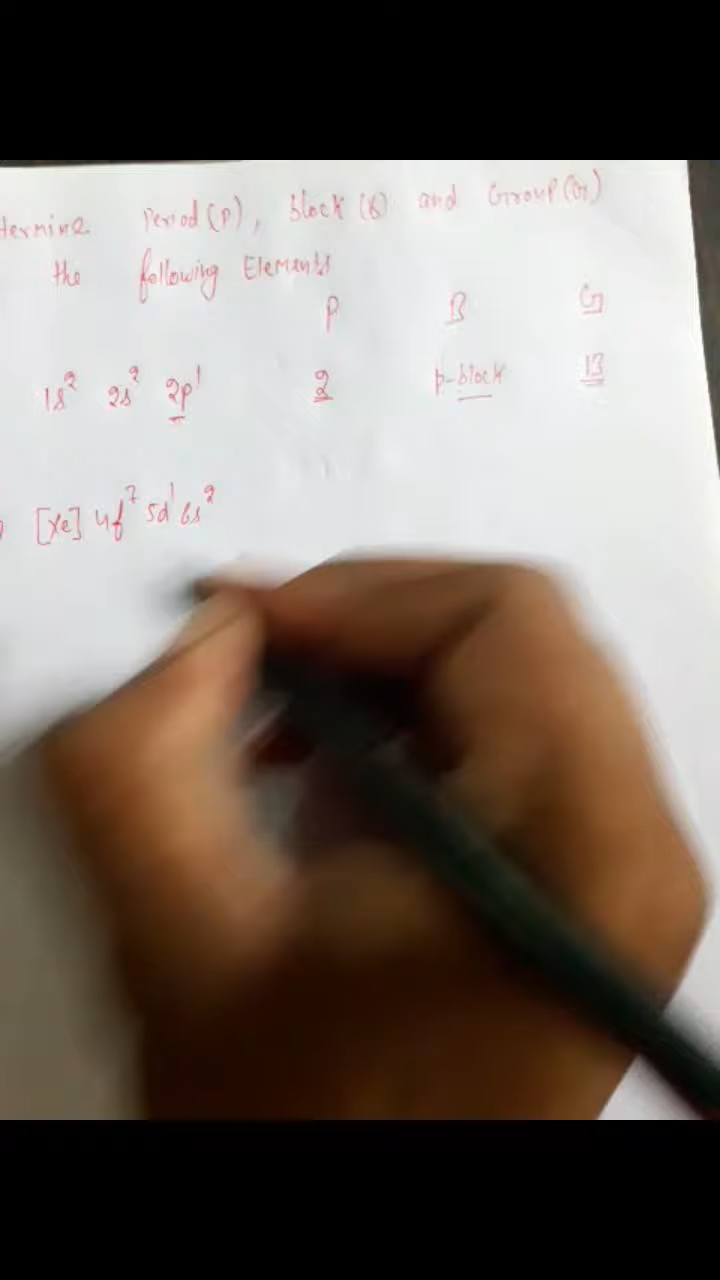 termine Period(P), block (B) and Group(G)
the following Elements
P B G
1s² 2s² 2p¹ 2 p-block 13
[Xe] 4f⁷ 5d¹ 6s²